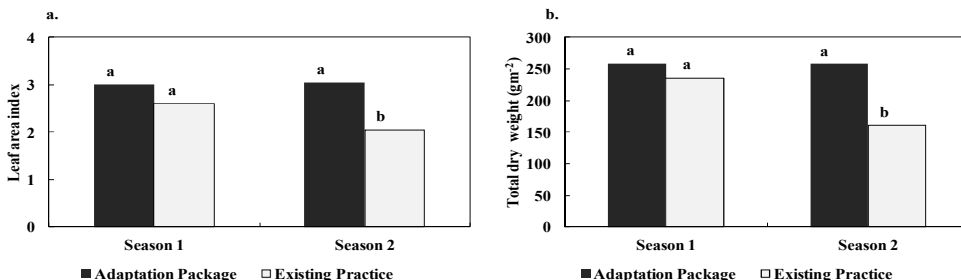 a.
4
3
2
1
0
Leaf area index
a
a
a
b
Season 1
Season 2
Adaptation Package
Existing Practice
b.
300
250
200
150
100
50
0
Total dry weight (gm-2)
a
a
a
b
Season 1
Season 2
Adaptation Package
Existing Practice